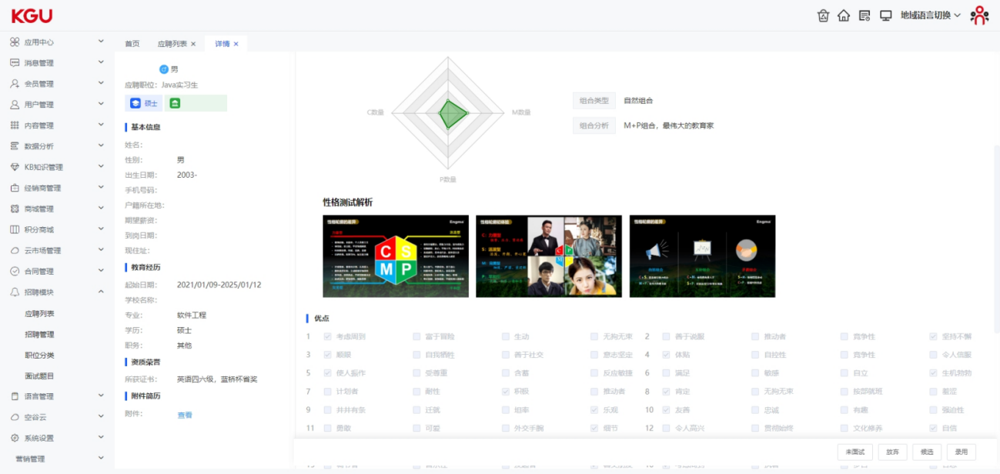 KGU
地域语言切换
应用中心
消息管理
会员管理
用户管理
内容管理
数据分析
KB知识管理
经销商管理
商城管理
积分商城
云市场管理
合同管理
招聘模块
应聘列表
招聘管理
职位分类
面试题目
语言管理
空谷云
系统设置
营销管理
首页 应聘列表 × 详情 ×
男
应聘职位: Java实习生
硕士
基本信息
姓名:
性别: 男
出生日期: 2003-
手机号码:
户籍所在地:
期望薪资:
到岗日期:
现住址:
教育经历
起始日期: 2021/01/09-2025/01/12
学校名称:
专业: 软件工程
学历: 硕士
职务: 其他
资质荣誉
所获证书: 英语四六级，蓝桥杯省奖
附件简历
附件: 查看
C数量
M数量
P数量
组合类型 自然组合
组合分析 M+P组合，最伟大的教育家
性格测试解析
C S
M P
优点
1 考虑周到 富于冒险 生动 无拘无束 2 善于说服 推动者 竞争性 坚持不懈
3 顺服 自我牺牲 善于社交 意志坚定 4 体贴 自控性 竞争性 令人信服
5 使人振作 受尊重 含蓄 反应敏捷 6 满足 敏感 自立 生机勃勃
7 计划者 耐性 积极 推动者 8 肯定 无拘无束 按部就班 羞涩
9 井井有条 迁就 坦率 乐观 10 友善 忠诚 有趣 强迫性
11 勇敢 可爱 外交手腕 细节 12 令人高兴 贯彻始终 文化修养 自信
未面试 放弃 候选 录用